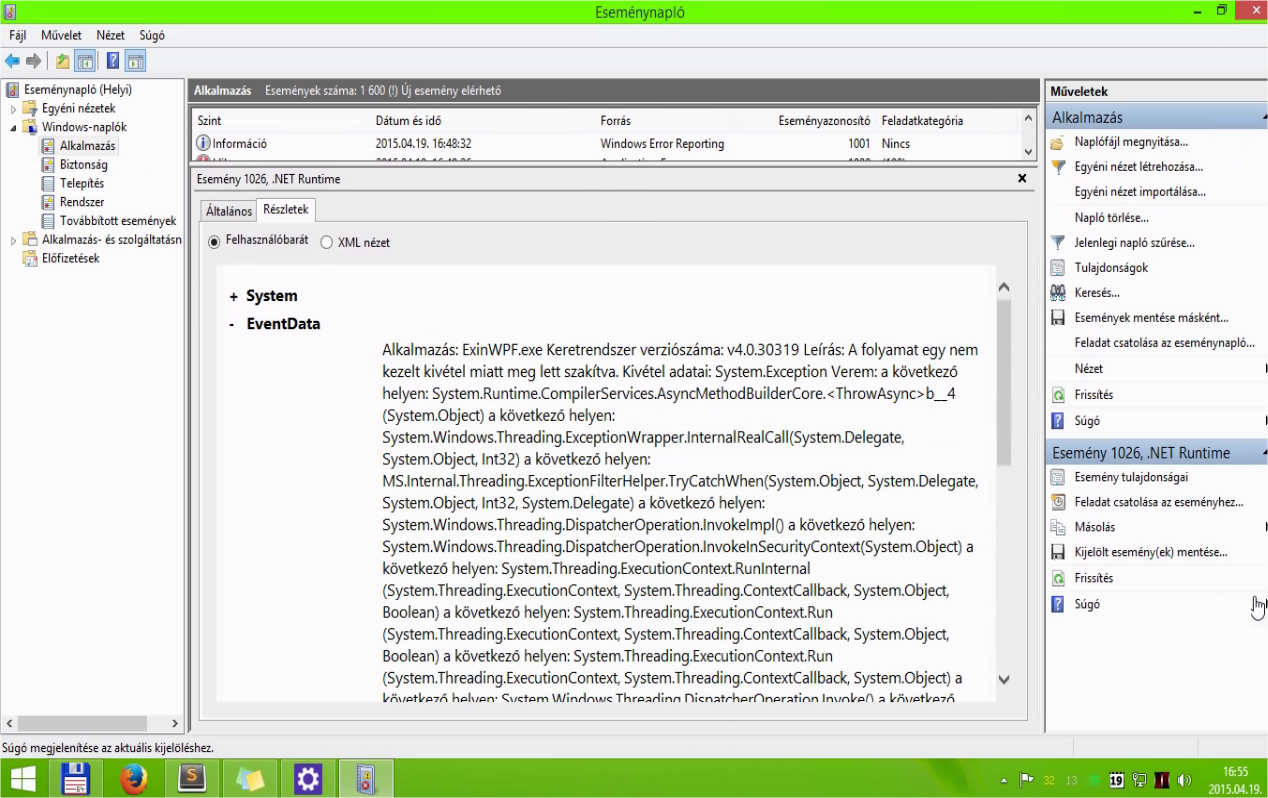 Eseménynapló
Fájl Művelet Nézet Súgó
Eseménynapló (Helyi)
Egyéni nézetek
Windows-naplók
Alkalmazás
Biztonság
Telepítés
Rendszer
Továbbított események
Alkalmazás- és szolgáltatásn
Előfizetések
Alkalmazás Események száma: 1 600 (!) Új esemény elérhető
Szint Dátum és idő Forrás Eseményazonosító Feladatkategória
Információ 2015.04.19. 16:48:32 Windows Error Reporting 1001 Nincs
Esemény 1026, .NET Runtime
Általános Részletek
Felhasználóbarát XML nézet
+ System
- EventData
Alkalmazás: ExinWPF.exe Keretrendszer verziószáma: v4.0.30319 Leírás: A folyamat egy nem
kezelt kivétel miatt meg lett szakítva. Kivétel adatai: System.Exception Verem: a következő
helyen: System.Runtime.CompilerServices.AsyncMethodBuilderCore.<ThrowAsync>b__4
(System.Object) a következő helyen:
System.Windows.Threading.ExceptionWrapper.InternalRealCall(System.Delegate,
System.Object, Int32) a következő helyen:
MS.Internal.Threading.ExceptionFilterHelper.TryCatchWhen(System.Object, System.Delegate,
System.Object, Int32, System.Delegate) a következő helyen:
System.Windows.Threading.DispatcherOperation.InvokeImpl() a következő helyen:
System.Windows.Threading.DispatcherOperation.InvokeInSecurityContext(System.Object) a
következő helyen: System.Threading.ExecutionContext.RunInternal
(System.Threading.ExecutionContext, System.Threading.ContextCallback, System.Object,
Boolean) a következő helyen: System.Threading.ExecutionContext.Run
(System.Threading.ExecutionContext, System.Threading.ContextCallback, System.Object,
Boolean) a következő helyen: System.Threading.ExecutionContext.Run
(System.Threading.ExecutionContext, System.Threading.ContextCallback, System.Object) a
következő helyen: System.Windows.Threading.DispatcherOperation.Invoke() a következő
Műveletek
Alkalmazás
Naplófájl megnyitása...
Egyéni nézet létrehozása...
Egyéni nézet importálása...
Napló törlése...
Jelenlegi napló szűrése...
Tulajdonságok
Keresés...
Események mentése másként...
Feladat csatolása az eseménynapló...
Nézet
Frissítés
Súgó
Esemény 1026, .NET Runtime
Esemény tulajdonságai
Feladat csatolása az eseményhez...
Másolás
Kijelölt esemény(ek) mentése...
Frissítés
Súgó
Súgó megjelenítése az aktuális kijelöléshez.
32 13 19
16:55
2015.04.19.